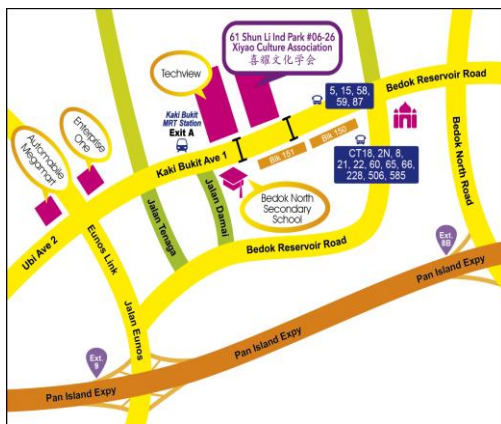 61 Shun Li Ind Park #06-26
Xiyao Culture Association
喜耀文化学会
Techview
Bedok Reservoir Road
5, 15, 58,
59, 87
Kaki Bukit
MRT Station
Exit A
Enterprise
One
Automabile
Megamart
Kaki Bukit Ave 1
Blk 151
Blk 150
CT18, 2N, 8,
21, 22, 60, 65, 66,
228, 506, 585
Jalan Damai
Bedok North
Secondary
School
Bedok North Road
Jalan Tenaga
Ubi Ave 2
Eunos Link
Bedok Reservoir Road
Ext.
8B
Jalan Eunos
Pan Island Expy
Pan Island Expy
Ext.
9
Pan Island Expy